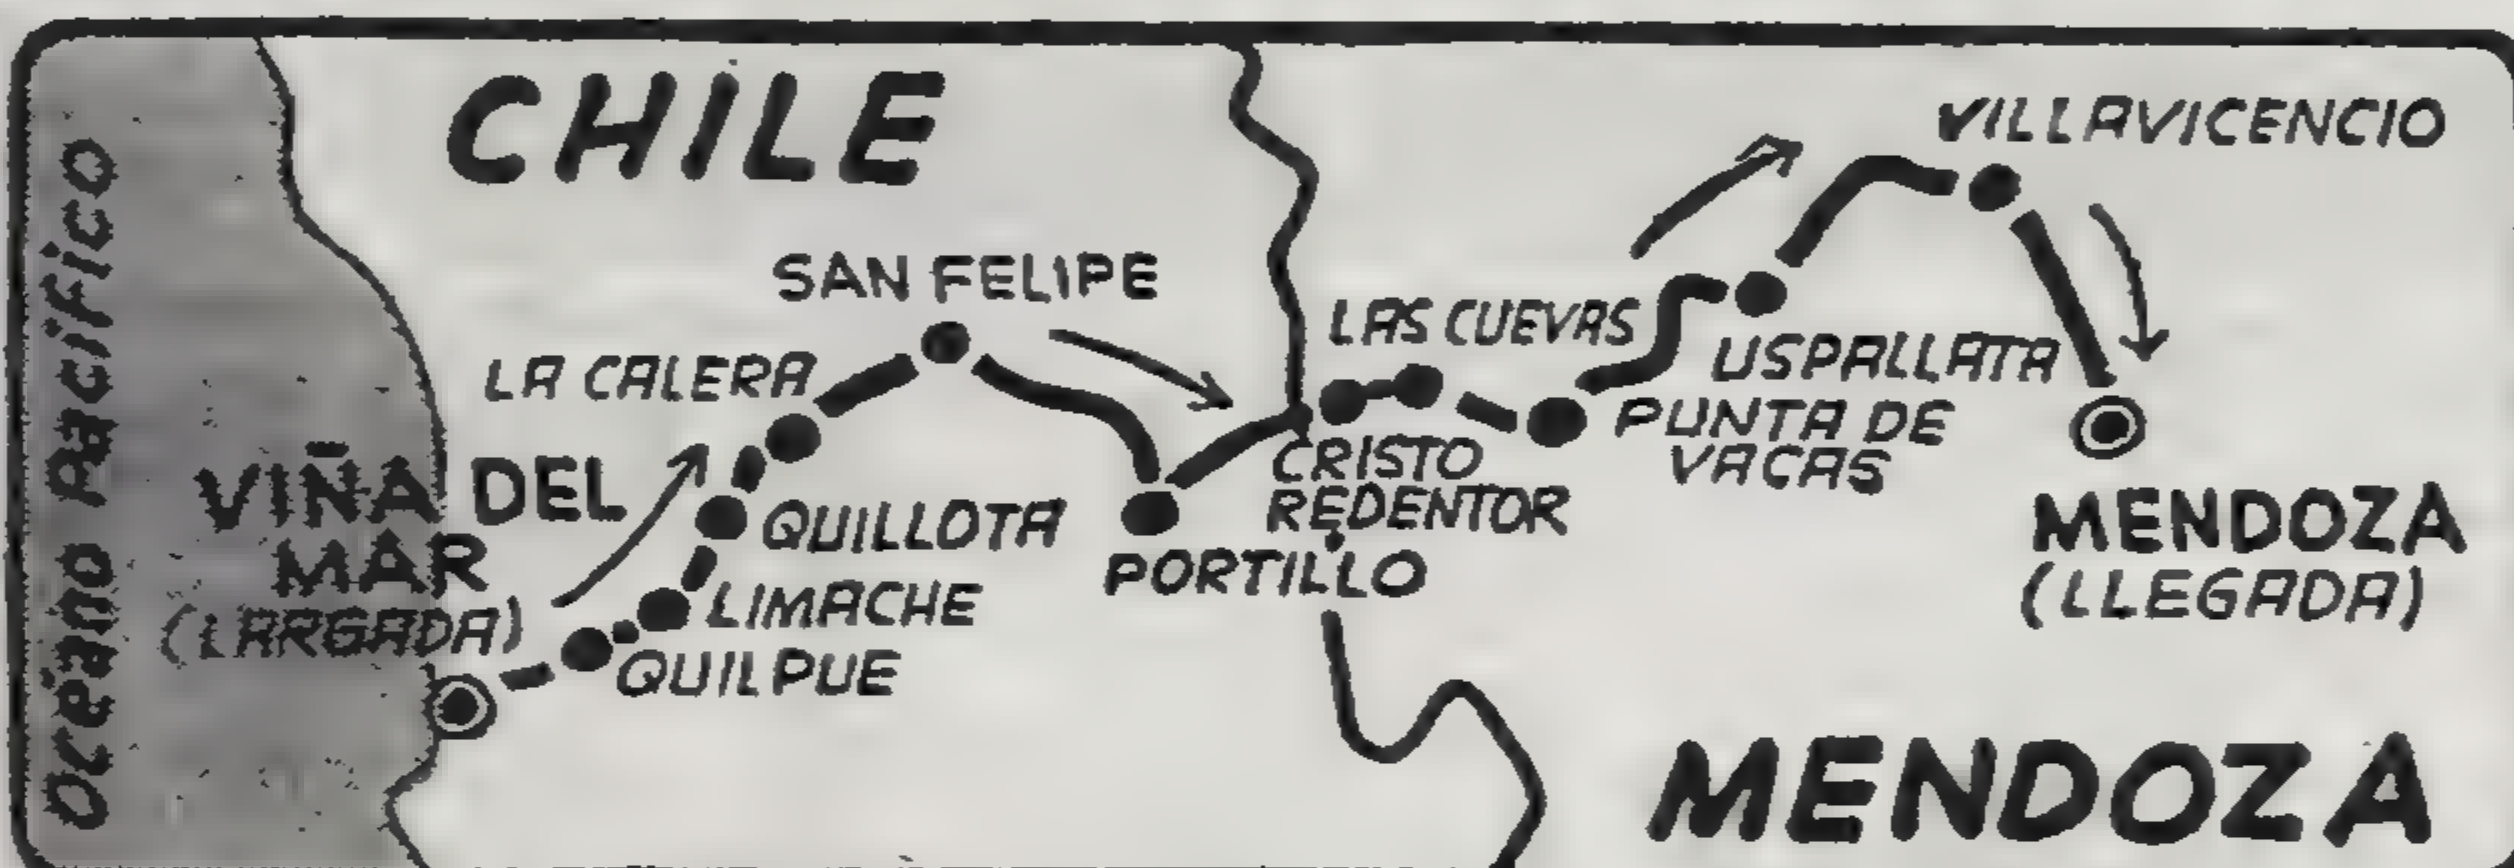 CHILE
Océano Pacífico
VILLAVICENCIO
SAN FELIPE
LAS CUEVAS
LA CALERA
USPALLATA
PUNTA DE
VACAS
VIÑA DEL
MAR
(LARGADA)
QUILLOTA
CRISTO
REDENTOR
MENDOZA
(LLEGADA)
PORTILLO
LIMACHE
QUILPUE
MENDOZA